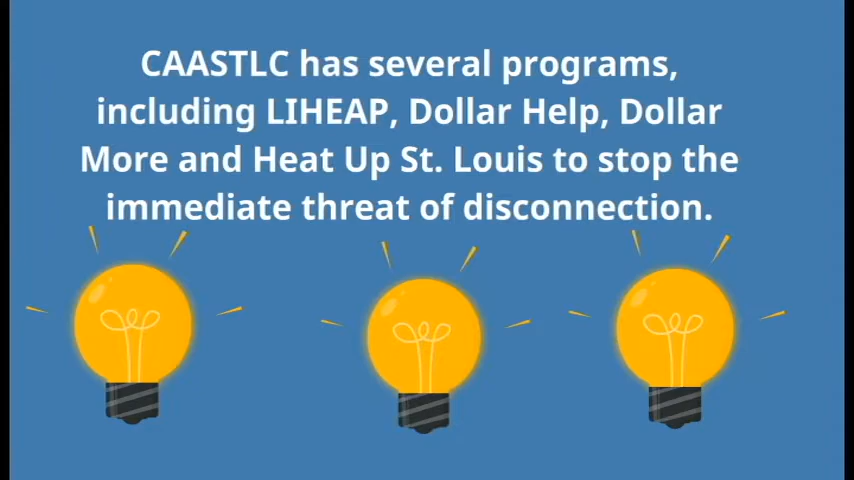 CAASTLC has several programs,
including LIHEAP, Dollar Help, Dollar
More and Heat Up St. Louis to stop the
immediate threat of disconnection.